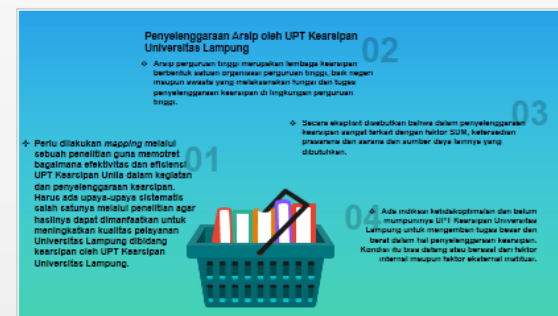 Penyelenggaraan Arsip oleh UPT Kearsipan
Universitas Lampung
02
Arsip perguruan tinggi merupakan lembaga kearsipan
berbentuk satuan organisasi perguruan tinggi, baik negeri
maupun swasta yang melaksanakan fungsi dan tugas
penyelenggaraan kearsipan di lingkungan perguruan
tinggi.
03
Secara eksplisit disebutkan bahwa dalam penyelenggaraan
kearsipan sangat terkait dengan faktor SDM, ketersedian
prasarana dan sarana dan sumber daya lainnya yang
dibutuhkan.
01
Perlu dilakukan mapping melalui
sebuah penelitian guna memotret
bagaimana efektivitas dan efisiensi
UPT Kearsipan Unila dalam kegiatan
dan penyelenggaraan kearsipan.
Harus ada upaya-upaya sistematis
salah satunya melalui penelitian agar
hasilnya dapat dimanfaatkan untuk
meningkatkan kualitas pelayanan
Universitas Lampung dibidang
kearsipan oleh UPT Kearsipan
Universitas Lampung.
04
Ada indikasi ketidakoptimalan dan belum
mumpuninya UPT Kearsipan Universitas
Lampung untuk mengemban tugas besar dan
berat dalam hal penyelenggaraan kearsipan.
Kondisi itu bisa datang atau berasal dari faktor
internal maupun faktor eksternal institusi.